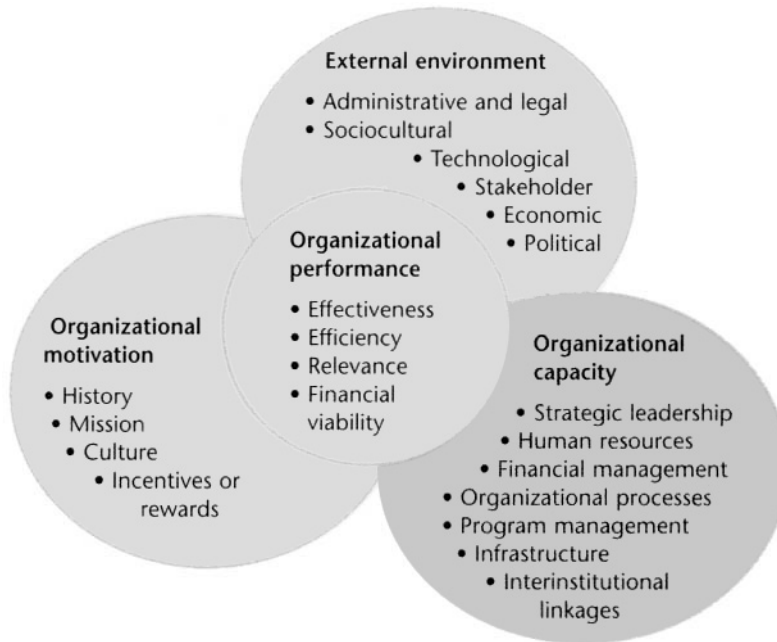 External environment
• Administrative and legal
• Sociocultural
• Technological
• Stakeholder
• Economic
• Political
Organizational
performance
• Effectiveness
• Efficiency
• Relevance
• Financial
viability
Organizational
motivation
• History
• Mission
• Culture
• Incentives or
rewards
Organizational
capacity
• Strategic leadership
• Human resources
• Financial management
• Organizational processes
• Program management
• Infrastructure
• Interinstitutional
linkages